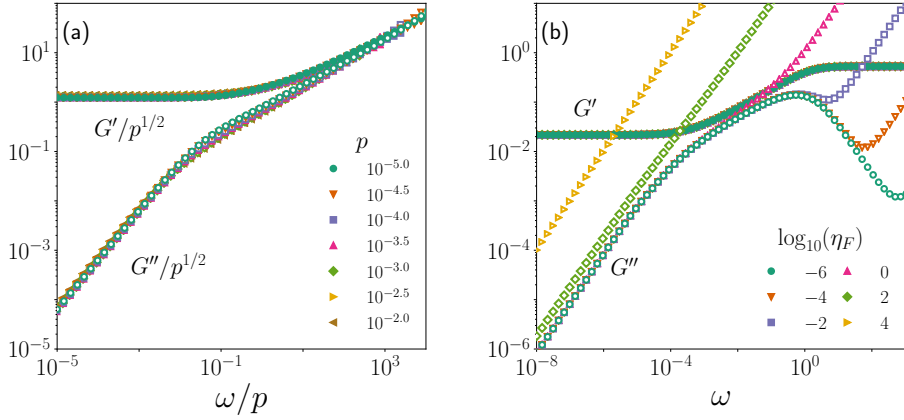 (a)
10^1
10^{-1}
10^{-3}
10^{-5}
G′/p^{1/2}
G″/p^{1/2}
p
10^{-5.0}
10^{-4.5}
10^{-4.0}
10^{-3.5}
10^{-3.0}
10^{-2.5}
10^{-2.0}
10^{-5} 10^{-1} 10^3
ω/p
(b)
10^0
10^{-2}
10^{-4}
10^{-6}
G′
G″
log_{10}(η_F)
−6 0
−4 2
−2 4
10^{-8} 10^{-4} 10^0
ω